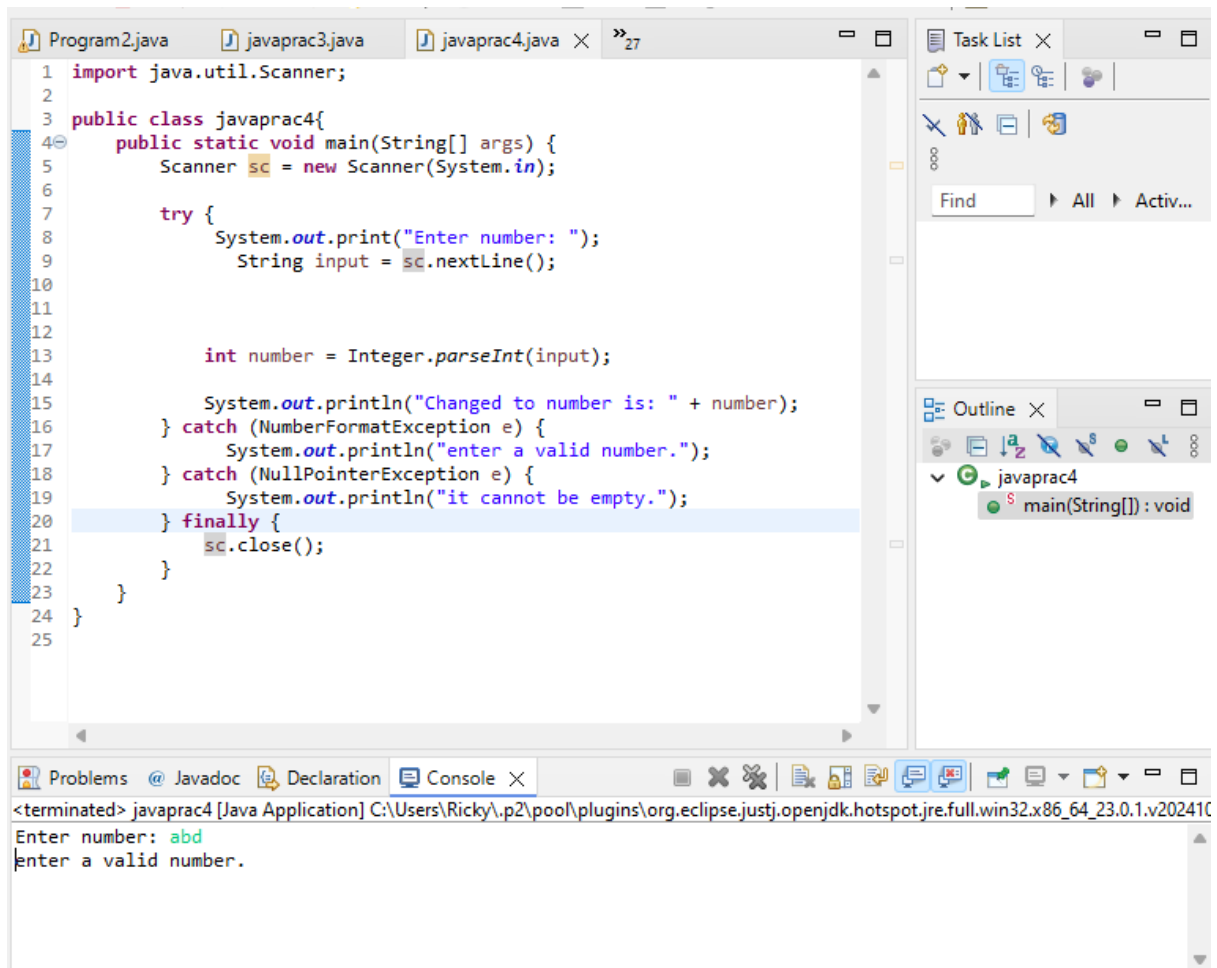 Program2.java javaprac3.java javaprac4.java »27
Task List
1 import java.util.Scanner;
2
3 public class javaprac4{
4 public static void main(String[] args) {
5 Scanner sc = new Scanner(System.in);
6
7 try {
8 System.out.print("Enter number: ");
9 String input = sc.nextLine();
10
11
12
13 int number = Integer.parseInt(input);
14
15 System.out.println("Changed to number is: " + number);
16 } catch (NumberFormatException e) {
17 System.out.println("enter a valid number.");
18 } catch (NullPointerException e) {
19 System.out.println("it cannot be empty.");
20 } finally {
21 sc.close();
22 }
23 }
24 }
25
Find All Activ...
Outline
javaprac4
main(String[]) : void
Problems @ Javadoc Declaration Console
<terminated> javaprac4 [Java Application] C:\Users\Ricky\.p2\pool\plugins\org.eclipse.justj.openjdk.hotspot.jre.full.win32.x86_64_23.0.1.v202410
Enter number: abd
enter a valid number.